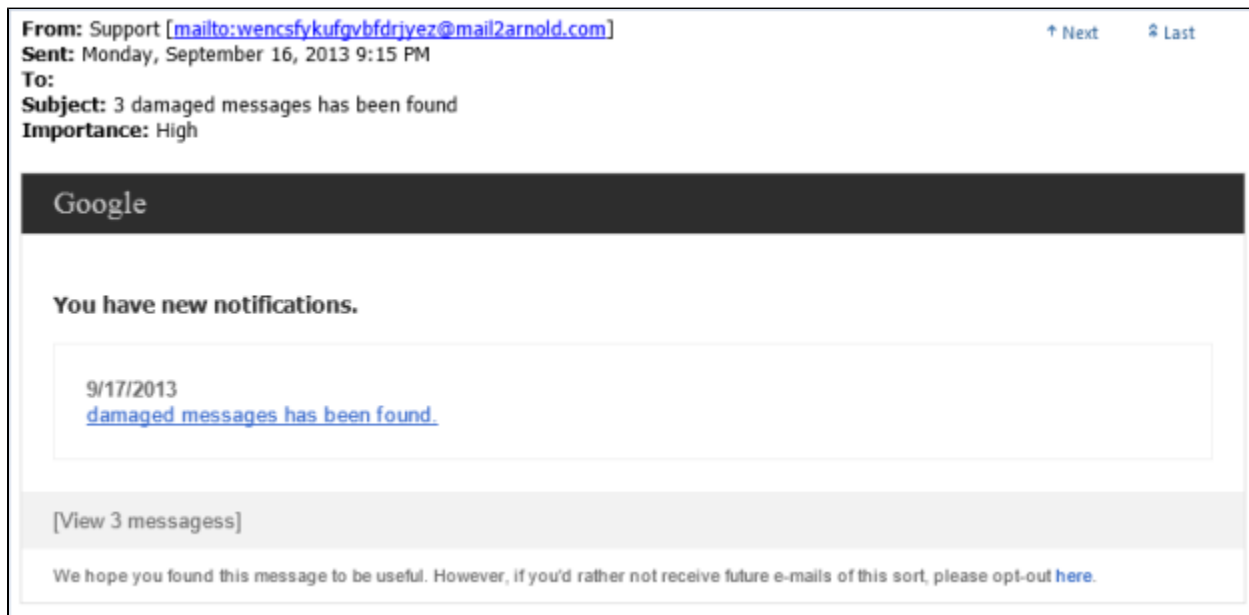 From: Support [mailto:wencsfykufgvbfdrjyez@mail2arnold.com]
Next Last
Sent: Monday, September 16, 2013 9:15 PM
To:
Subject: 3 damaged messages has been found
Importance: High
Google
You have new notifications.
9/17/2013
damaged messages has been found.
[View 3 messagess]
We hope you found this message to be useful. However, if you'd rather not receive future e-mails of this sort, please opt-out here.